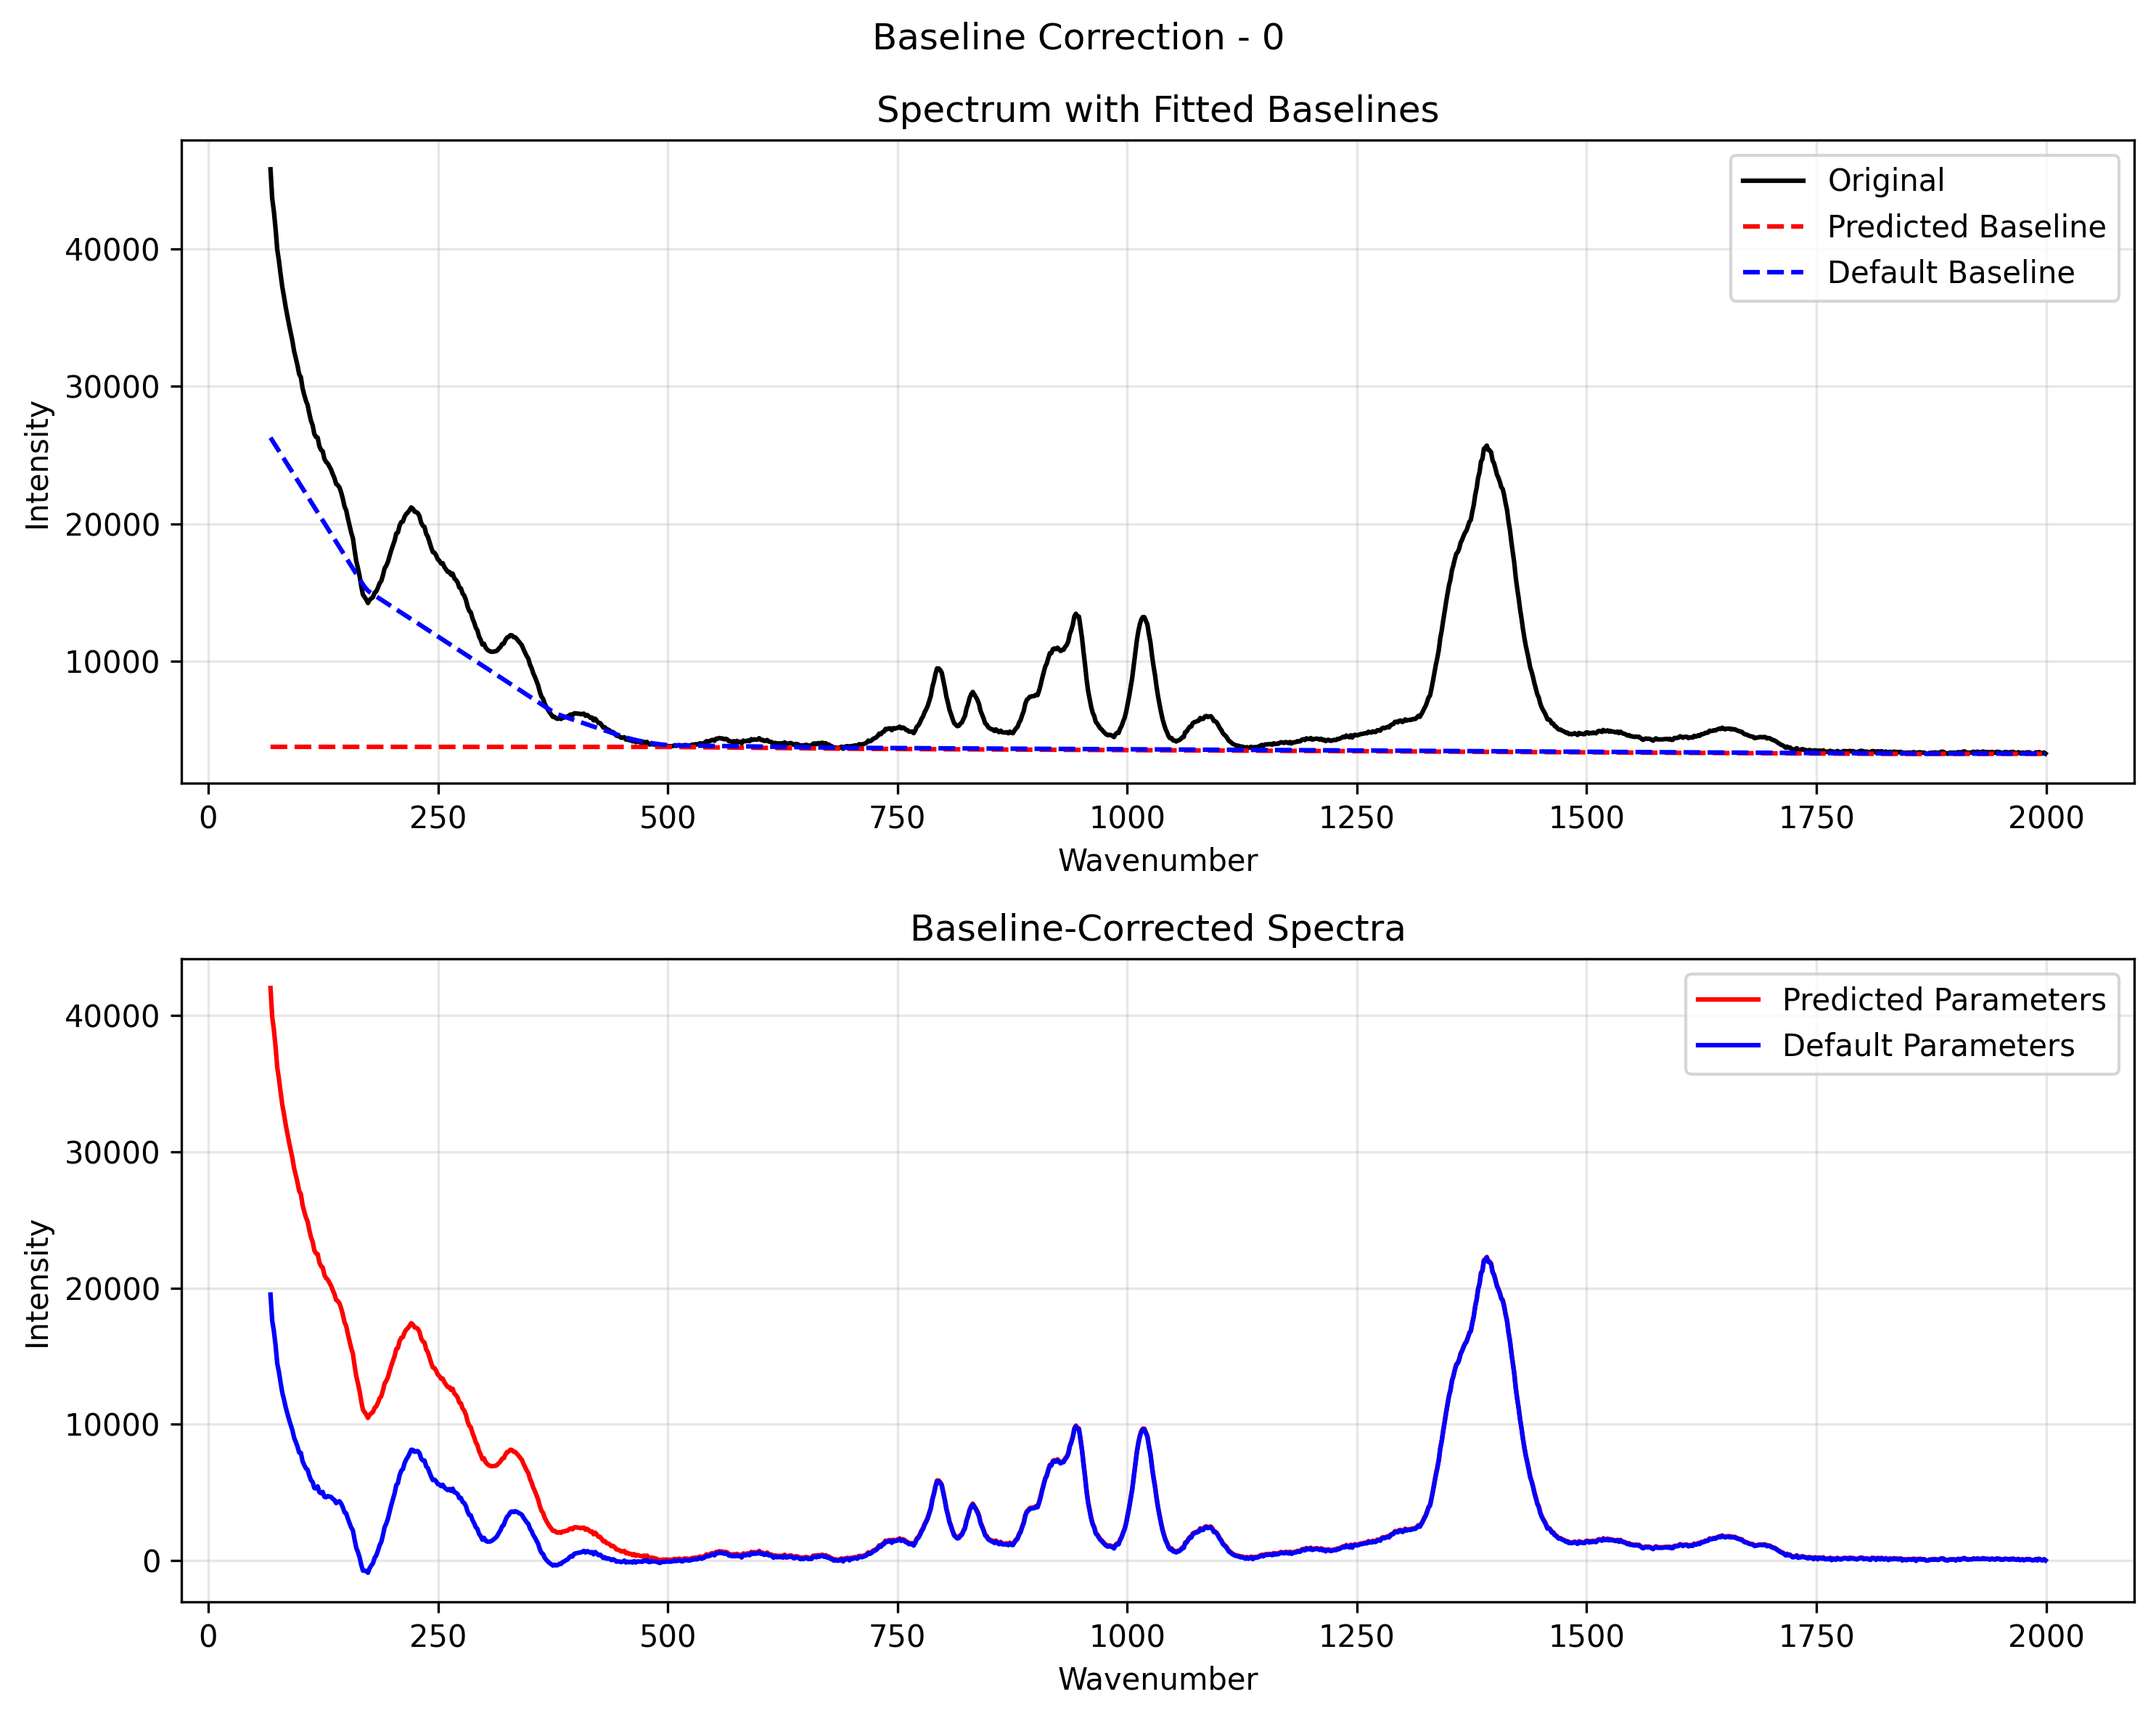 Baseline Correction - 0
Spectrum with Fitted Baselines
Original
Predicted Baseline
Default Baseline
Intensity
40000
30000
20000
10000
0 250 500 750 1000 1250 1500 1750 2000
Wavenumber
Baseline-Corrected Spectra
Predicted Parameters
Default Parameters
Intensity
40000
30000
20000
10000
0
0 250 500 750 1000 1250 1500 1750 2000
Wavenumber